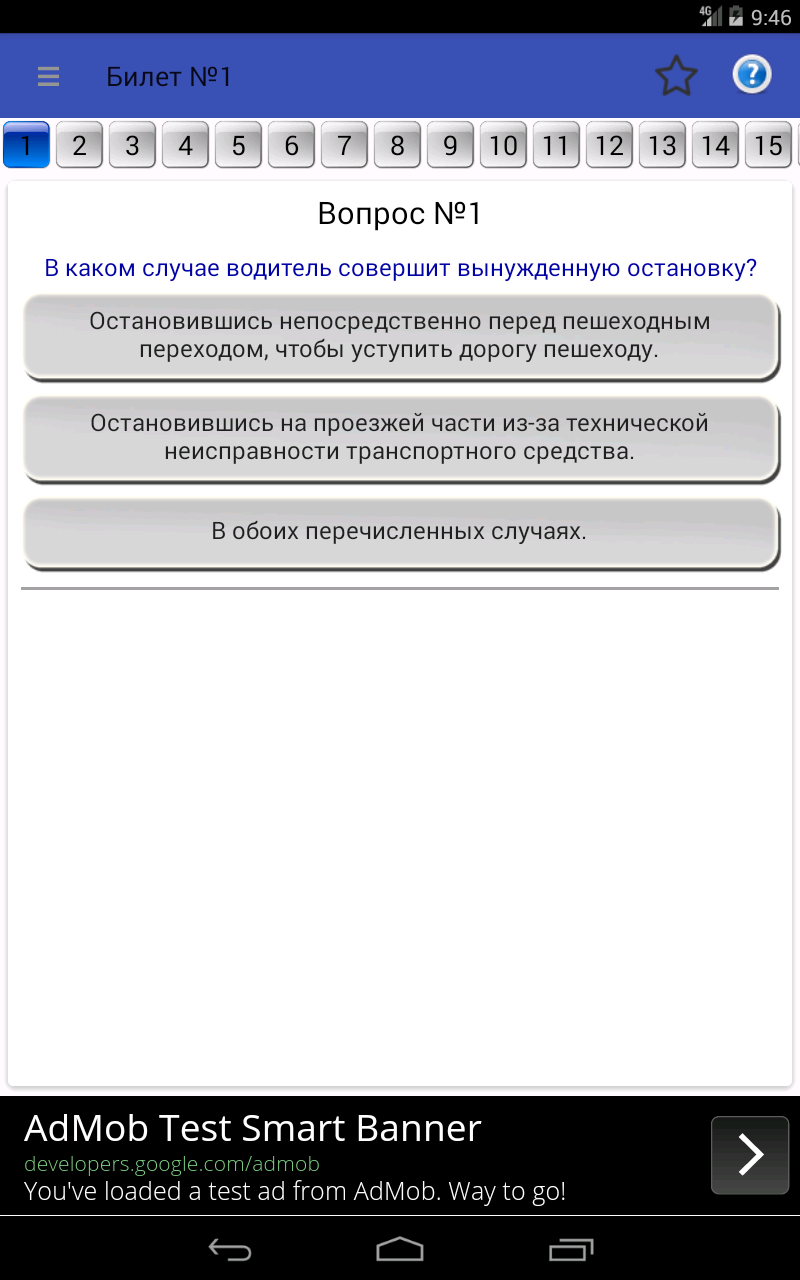 4G 9:46
Билет №1
1 2 3 4 5 6 7 8 9 10 11 12 13 14 15
Вопрос №1
В каком случае водитель совершит вынужденную остановку?
Остановившись непосредственно перед пешеходным
переходом, чтобы уступить дорогу пешеходу.
Остановившись на проезжей части из-за технической
неисправности транспортного средства.
В обоих перечисленных случаях.
AdMob Test Smart Banner
developers.google.com/admob
You've loaded a test ad from AdMob. Way to go!